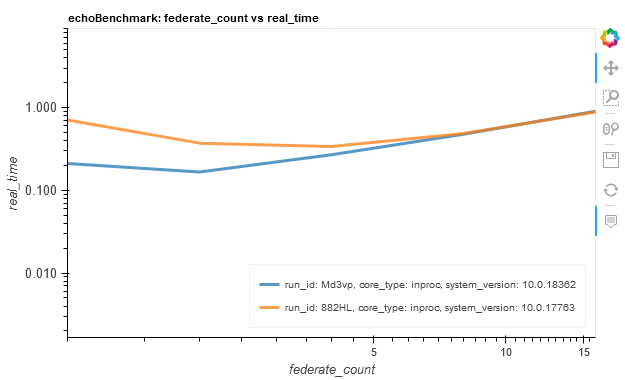 echoBenchmark: federate_count vs real_time
1.000
0.100
0.010
real_time
run_id: Md3vp, core_type: inproc, system_version: 10.0.18362
run_id: 882HL, core_type: inproc, system_version: 10.0.17763
5
10
15
federate_count